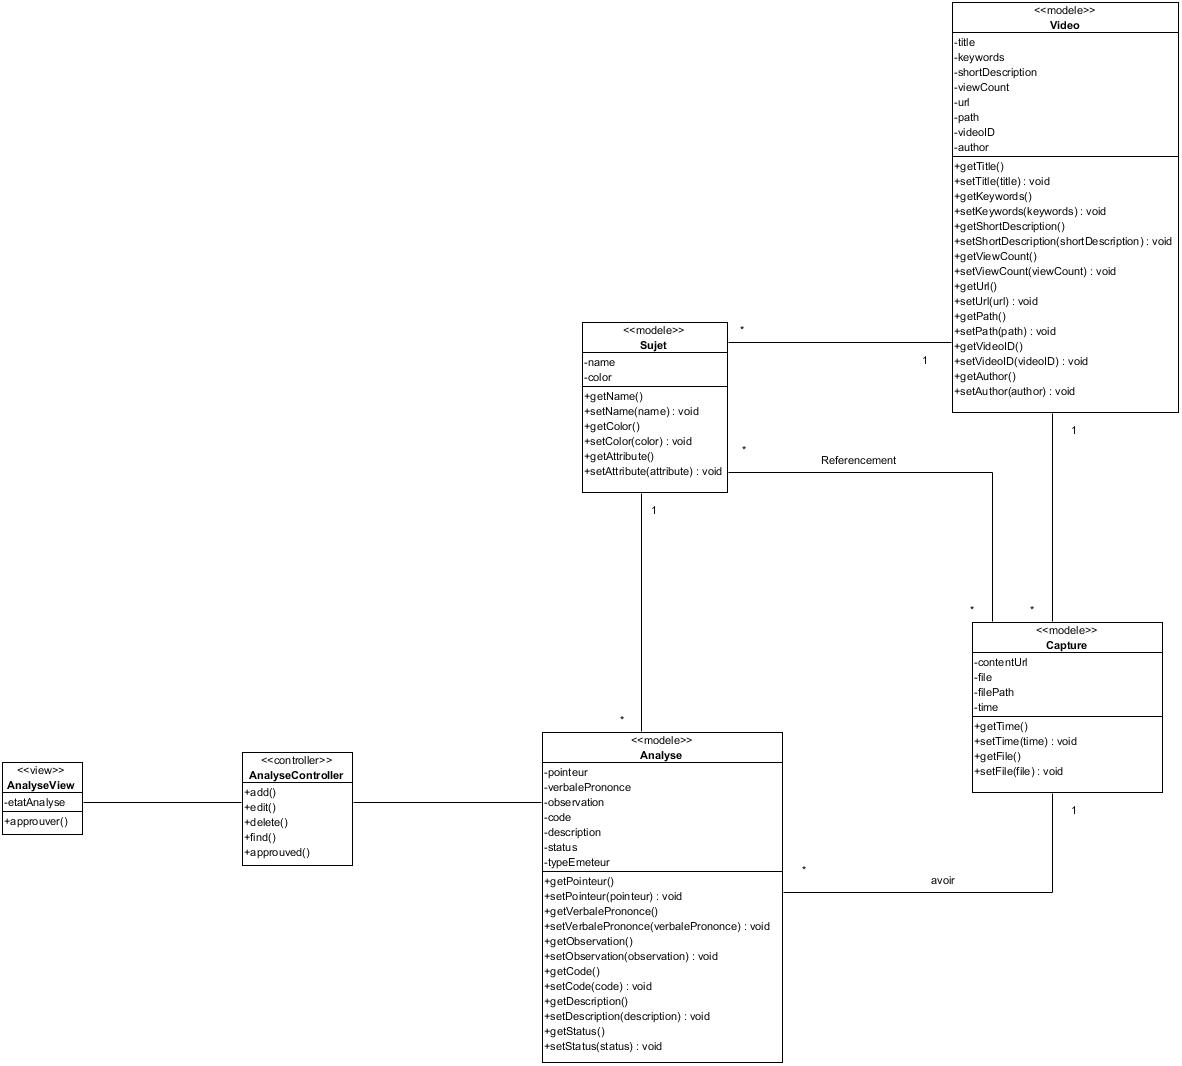 <<modele>>
Video
-title
-keywords
-shortDescription
-viewCount
-url
-path
-videoID
-author
+getTitle()
+setTitle(title) : void
+getKeywords()
+setKeywords(keywords) : void
+getShortDescription()
+setShortDescription(shortDescription) : void
+getViewCount()
+setViewCount(viewCount) : void
+getUrl()
+setUrl(url) : void
+getPath()
+setPath(path) : void
+getVideoID()
+setVideoID(videoID) : void
+getAuthor()
+setAuthor(author) : void
<<modele>>
Sujet
-name
-color
+getName()
+setName(name) : void
+getColor()
+setColor(color) : void
+getAttribute()
+setAttribute(attribute) : void
*
1
*
Referencement
1
1
*
*
<<modele>>
Capture
-contentUrl
-file
-filePath
-time
+getTime()
+setTime(time) : void
+getFile()
+setFile(file) : void
*
<<modele>>
Analyse
-pointeur
-verbalePrononce
-observation
-code
-description
-status
-typeEmeteur
+getPointeur()
+setPointeur(pointeur) : void
+getVerbalePrononce()
+setVerbalePrononce(verbalePrononce) : void
+getObservation()
+setObservation(observation) : void
+getCode()
+setCode(code) : void
+getDescription()
+setDescription(description) : void
+getStatus()
+setStatus(status) : void
<<view>>
AnalyseView
-etatAnalyse
+approuver()
<<controller>>
AnalyseController
+add()
+edit()
+delete()
+find()
+approuved()
1
*
avoir